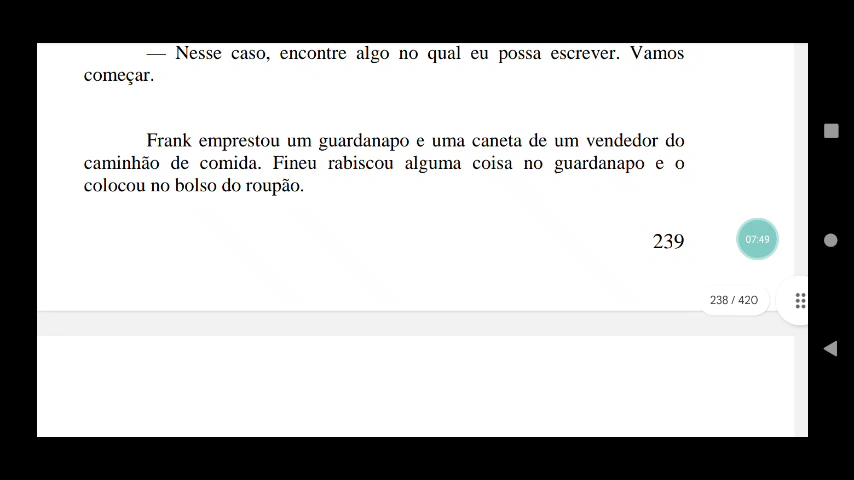 — Nesse caso, encontre algo no qual eu possa escrever. Vamos
começar.
Frank emprestou um guardanapo e uma caneta de um vendedor do
caminhão de comida. Fineu rabiscou alguma coisa no guardanapo e o
colocou no bolso do roupão.
239
07:49
238 / 420